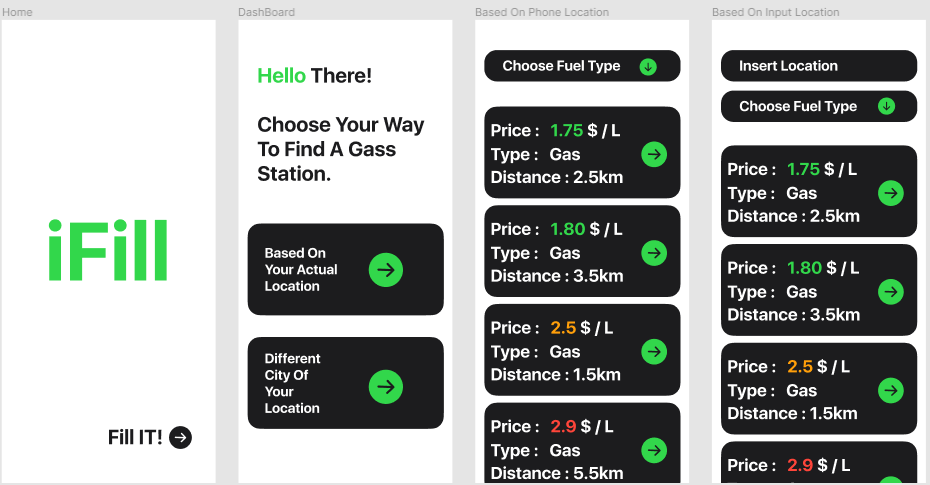 Home
iFill
Fill IT!
DashBoard
Hello There!
Choose Your Way
To Find A Gass
Station.
Based On
Your Actual
Location
Different
City Of
Your
Location
Based On Phone Location
Choose Fuel Type
Price : 1.75 $ / L
Type : Gas
Distance : 2.5km
Price : 1.80 $ / L
Type : Gas
Distance : 3.5km
Price : 2.5 $ / L
Type : Gas
Distance : 1.5km
Price : 2.9 $ / L
Type : Gas
Distance : 5.5km
Based On Input Location
Insert Location
Choose Fuel Type
Price : 1.75 $ / L
Type : Gas
Distance : 2.5km
Price : 1.80 $ / L
Type : Gas
Distance : 3.5km
Price : 2.5 $ / L
Type : Gas
Distance : 1.5km
Price : 2.9 $ / L